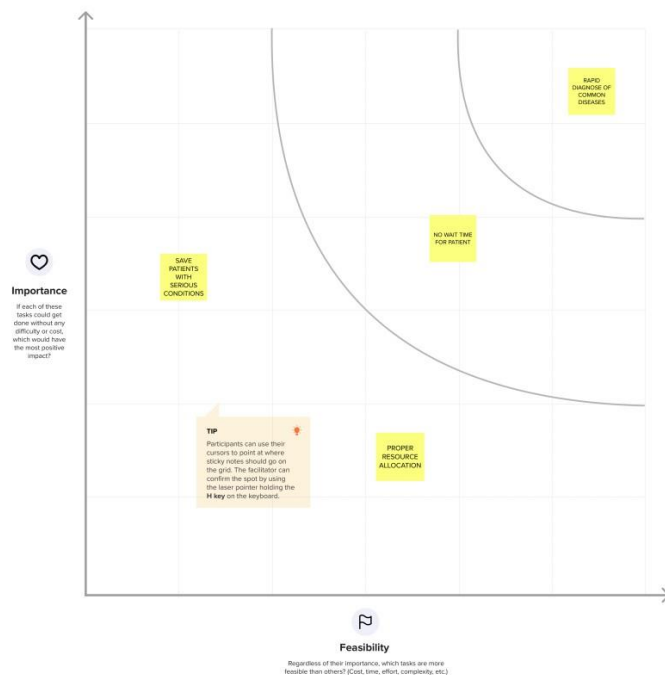 RAPID
DIAGNOSE OF
COMMON
DISEASES
NO WAIT TIME
FOR PATIENT
SAVE
PATIENTS
WITH
SERIOUS
CONDITIONS
Importance
If each of these
tasks could get
done without any
difficulty or cost,
which would have
the most positive
impact?
TIP
Participants can use their
cursors to point at where
sticky notes should go on
the grid. The facilitator can
confirm the spot by using
the laser pointer holding the
H key on the keyboard.
PROPER
RESOURCE
ALLOCATION
Feasibility
Regardless of their importance, which tasks are more
feasible than others? (Cost, time, effort, complexity, etc.)